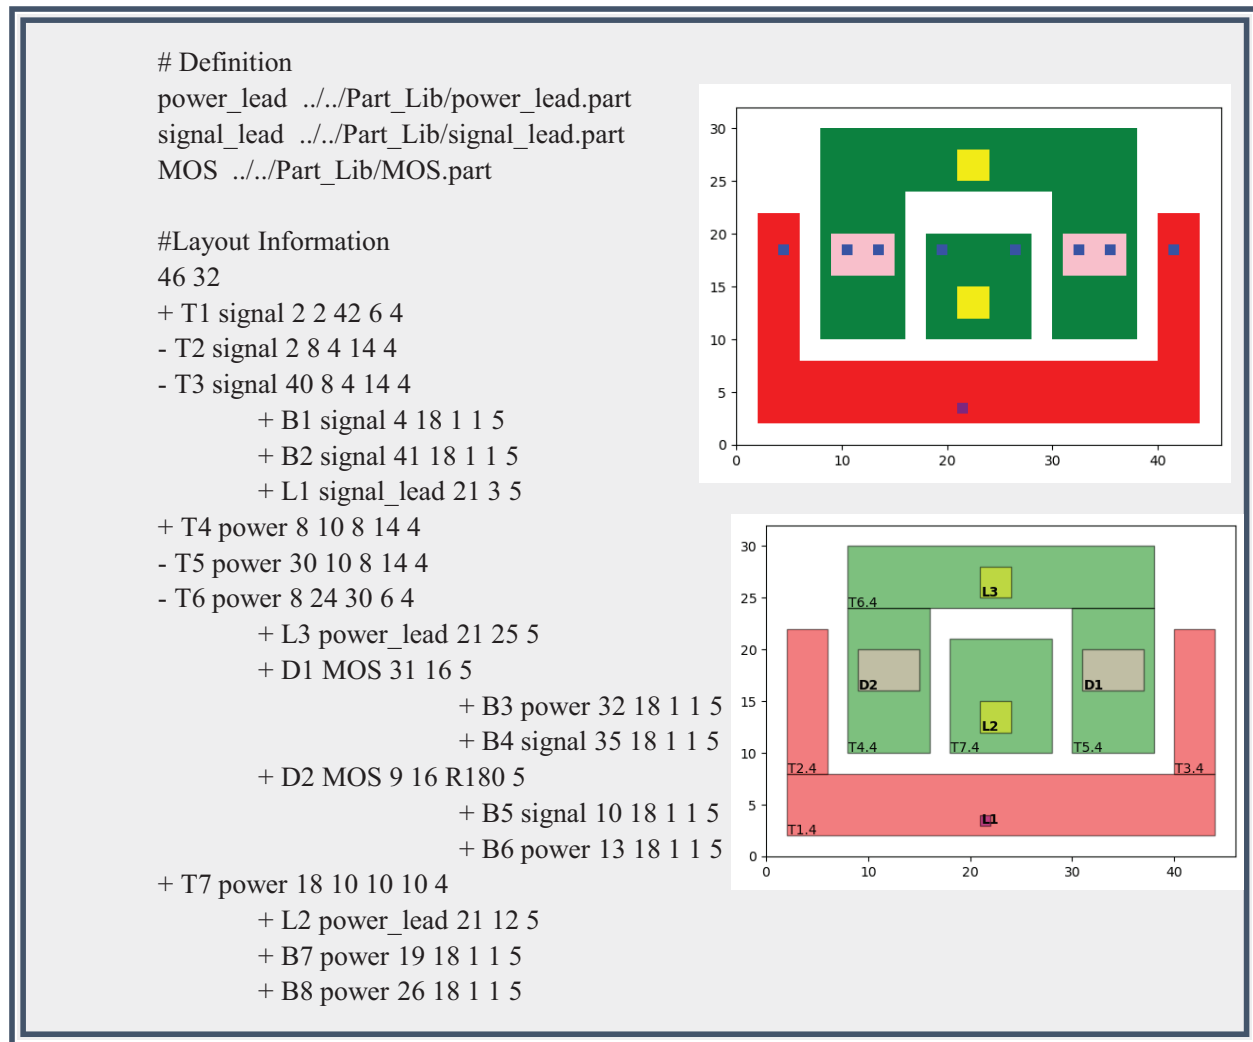 # Definition
power_lead ../../Part_Lib/power_lead.part
signal_lead ../../Part_Lib/signal_lead.part
MOS ../../Part_Lib/MOS.part
#Layout Information
46 32
+ T1 signal 2 2 42 6 4
- T2 signal 2 8 4 14 4
- T3 signal 40 8 4 14 4
+ B1 signal 4 18 1 1 5
+ B2 signal 41 18 1 1 5
+ L1 signal_lead 21 3 5
+ T4 power 8 10 8 14 4
- T5 power 30 10 8 14 4
- T6 power 8 24 30 6 4
+ L3 power_lead 21 25 5
+ D1 MOS 31 16 5
+ B3 power 32 18 1 1 5
+ B4 signal 35 18 1 1 5
+ D2 MOS 9 16 R180 5
+ B5 signal 10 18 1 1 5
+ B6 power 13 18 1 1 5
+ T7 power 18 10 10 10 4
+ L2 power_lead 21 12 5
+ B7 power 19 18 1 1 5
+ B8 power 26 18 1 1 5
30
25
20
15
10
5
0
0 10 20 30 40
30
25
20
15
10
5
0
L3
T6.4
D2 D1
L2
T4.4 T7.4 T5.4
T2.4 T3.4
L1
T1.4
0 10 20 30 40